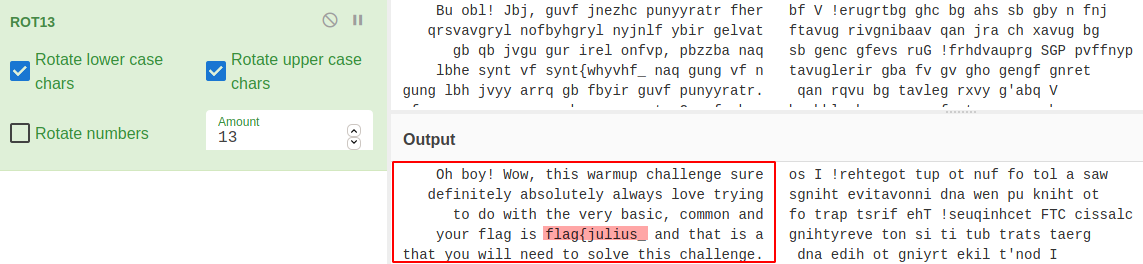 ROT13
Rotate lower case chars
Rotate upper case chars
Rotate numbers
Amount
13
Bu obl! Jbj, guvf jnezhc punyyratr fher bf V !erugrtbg ghc bg ahs sb gby n fnj
qrsvavgryl nofbyhgryl nyjnlf ybir gelvat ftavug rivgnibaav qan jra ch xavug bg
gb qb jvgu gur irel onfvp, pbzzba naq sb genc gfevs ruG !frhdvauprg SGP pvffnyp
lbhe synt vf synt{whyvhf_ naq gung vf n tavuglerir gba fv gv gho gengf gnret
gung lbh jvyy arrq gb fbyir guvf punyyratr. qan rqvu bg tavleg rxvy g'abq V
Output
Oh boy! Wow, this warmup challenge sure os I !rehtegot tup ot nuf fo tol a saw
definitely absolutely always love trying sgniht evitavonni dna wen pu kniht ot
to do with the very basic, common and fo trap tsrif ehT !seuqinhcet FTC cissalc
your flag is flag{julius_ and that is a gnihtyreve ton si ti tub trats taerg
that you will need to solve this challenge. dna edih ot gniyrt ekil t'nod I